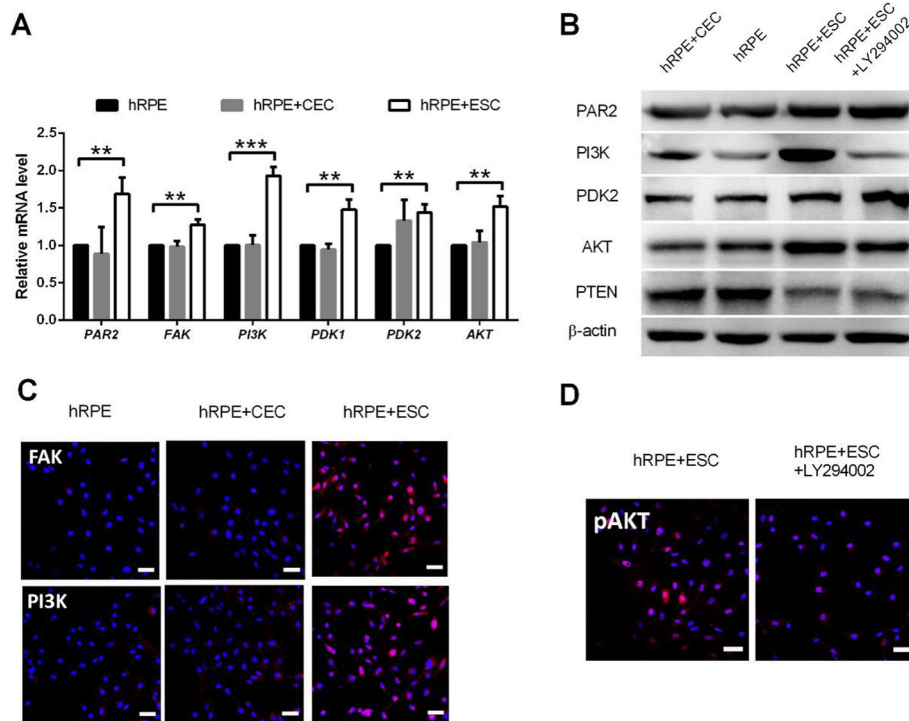 A
hRPE hRPE+CEC hRPE+ESC
Relative mRNA level
2.5
2.0
1.5
1.0
0.5
0.0
** ** *** ** ** **
PAR2 FAK PI3K PDK1 PDK2 AKT
B
hRPE+CEC hRPE hRPE+ESC hRPE+ESC
+LY294002
PAR2
PI3K
PDK2
AKT
PTEN
β-actin
C
hRPE hRPE+CEC hRPE+ESC
FAK
PI3K
D
hRPE+ESC hRPE+ESC
+LY294002
pAKT